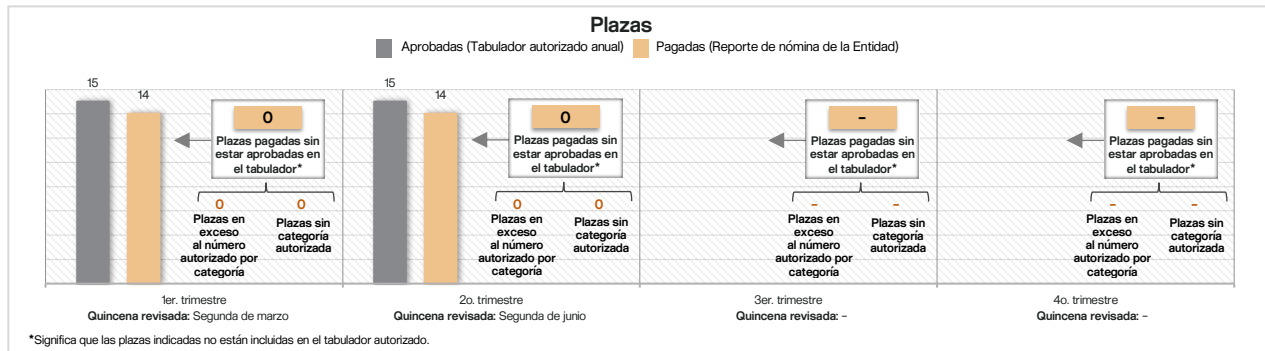 Plazas
Aprobadas (Tabulador autorizado anual) Pagadas (Reporte de nómina de la Entidad)
15
14
0
Plazas pagadas sin
estar aprobadas en
el tabulador*
0
0
Plazas en
exceso
al número
autorizado por
categoría
Plazas sin
categoría
autorizada
1er. trimestre
Quincena revisada: Segunda de marzo
15
14
0
Plazas pagadas sin
estar aprobadas en
el tabulador*
0
0
Plazas en
exceso
al número
autorizado por
categoría
Plazas sin
categoría
autorizada
2o. trimestre
Quincena revisada: Segunda de junio
-
Plazas pagadas sin
estar aprobadas en
el tabulador*
-
-
Plazas en
exceso
al número
autorizado por
categoría
Plazas sin
categoría
autorizada
3er. trimestre
Quincena revisada: -
-
Plazas pagadas sin
estar aprobadas en
el tabulador*
-
-
Plazas en
exceso
al número
autorizado por
categoría
Plazas sin
categoría
autorizada
4o. trimestre
Quincena revisada: -
*Significa que las plazas indicadas no están incluidas en el tabulador autorizado.